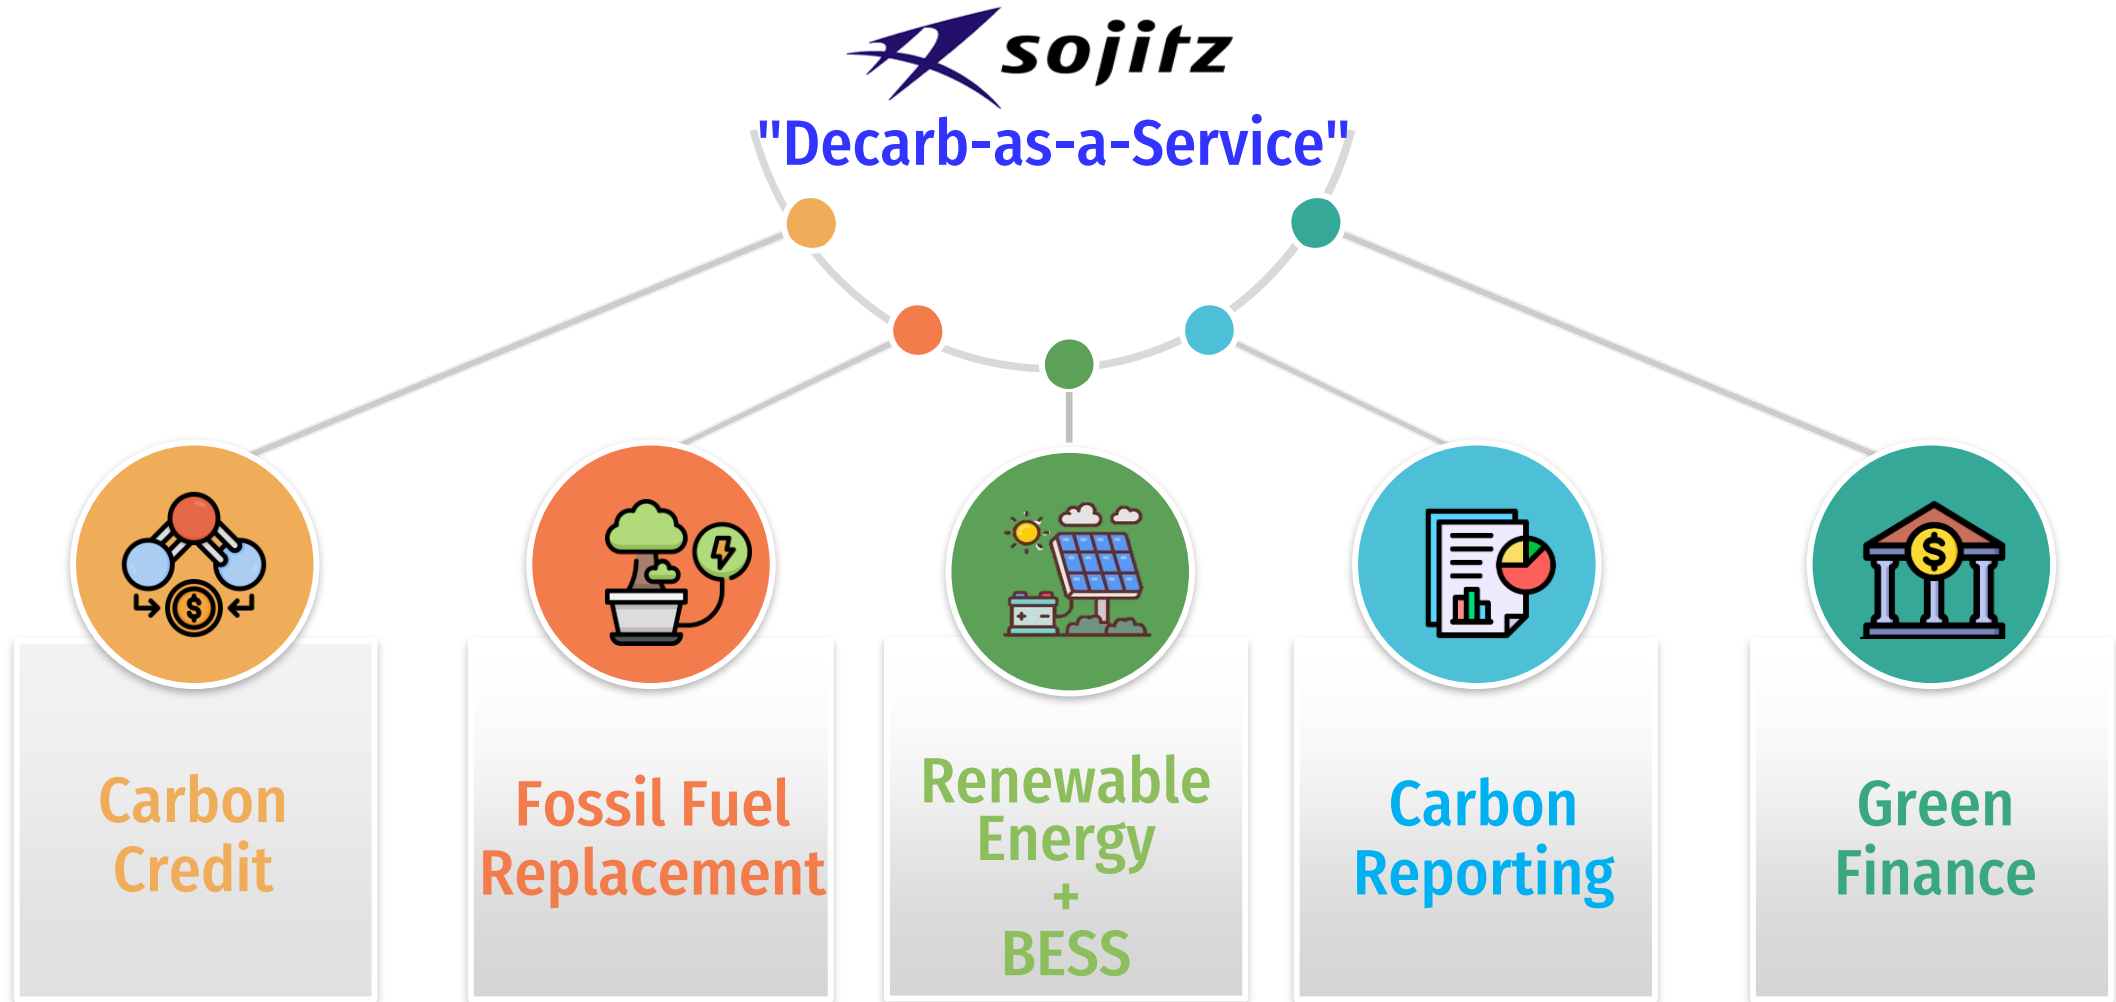 sojitz
"Decarb-as-a-Service"
Carbon
Credit
Fossil Fuel
Replacement
Renewable
Energy
+
BESS
Carbon
Reporting
Green
Finance